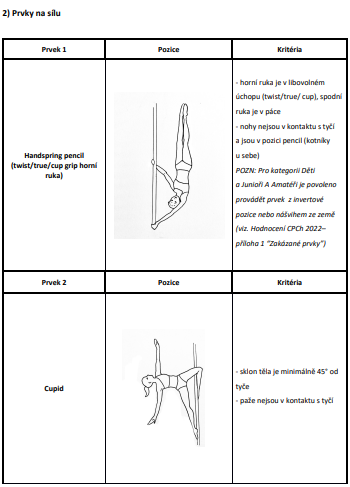 2) Prvky na sílu
Prvek 1
Pozice
Kritéria
Handspring pencil
(twist/true/cup grip horní
ruka)
- horní ruka je v libovolném
úchopu (twist/true/ cup), spodní
ruka je v páce
- nohy nejsou v kontaktu s tyčí
a jsou v pozici pencil (kotníky
u sebe)
POZN: Pro kategorii Děti
a Junioři A Amatéři je povoleno
provádět prvek z invertové
pozice nebo nášvihem ze země
(viz. Hodnocení CPCh 2022–
příloha 1 "Zakázané prvky")
Prvek 2
Pozice
Kritéria
Cupid
- sklon těla je minimálně 45° od
tyče
- paže nejsou v kontaktu s tyčí